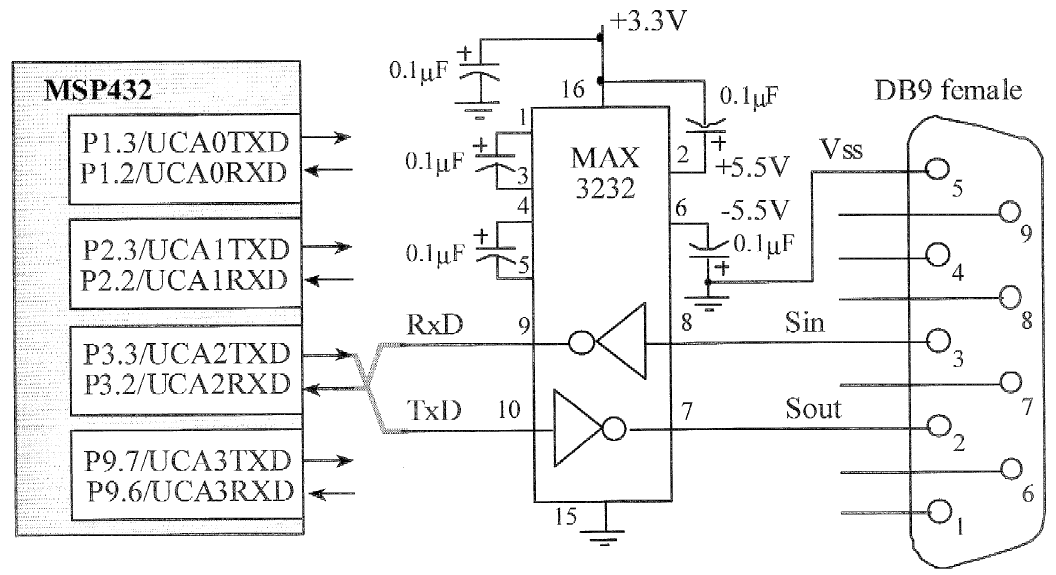 MSP432
P1.3/UCA0TXD
P1.2/UCA0RXD
P2.3/UCA1TXD
P2.2/UCA1RXD
P3.3/UCA2TXD
P3.2/UCA2RXD
P9.7/UCA3TXD
P9.6/UCA3RXD
+3.3V
0.1µF
+
16
0.1µF
+
1
0.1µF
+
3
4
0.1µF
+
5
MAX
3232
2
+5.5V
6
-5.5V
0.1µF
+
RxD
9
8
Sin
TxD
10
7
Sout
15
DB9 female
Vss
5
9
4
8
3
7
2
6
1